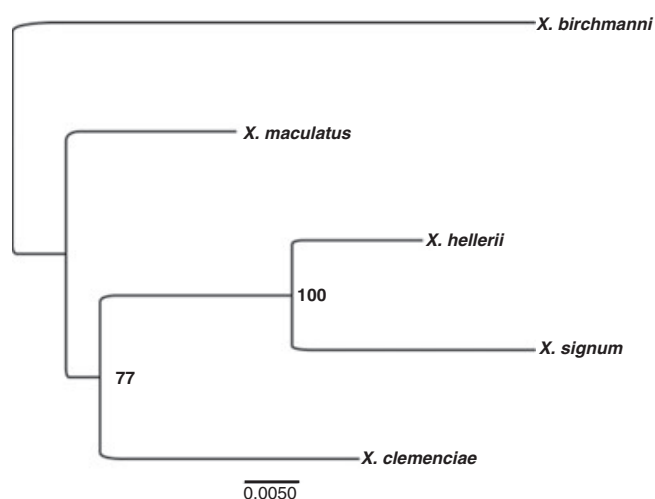 X. birchmanni
X. maculatus
X. hellerii
100
X. signum
77
X. clemenciae
0.0050